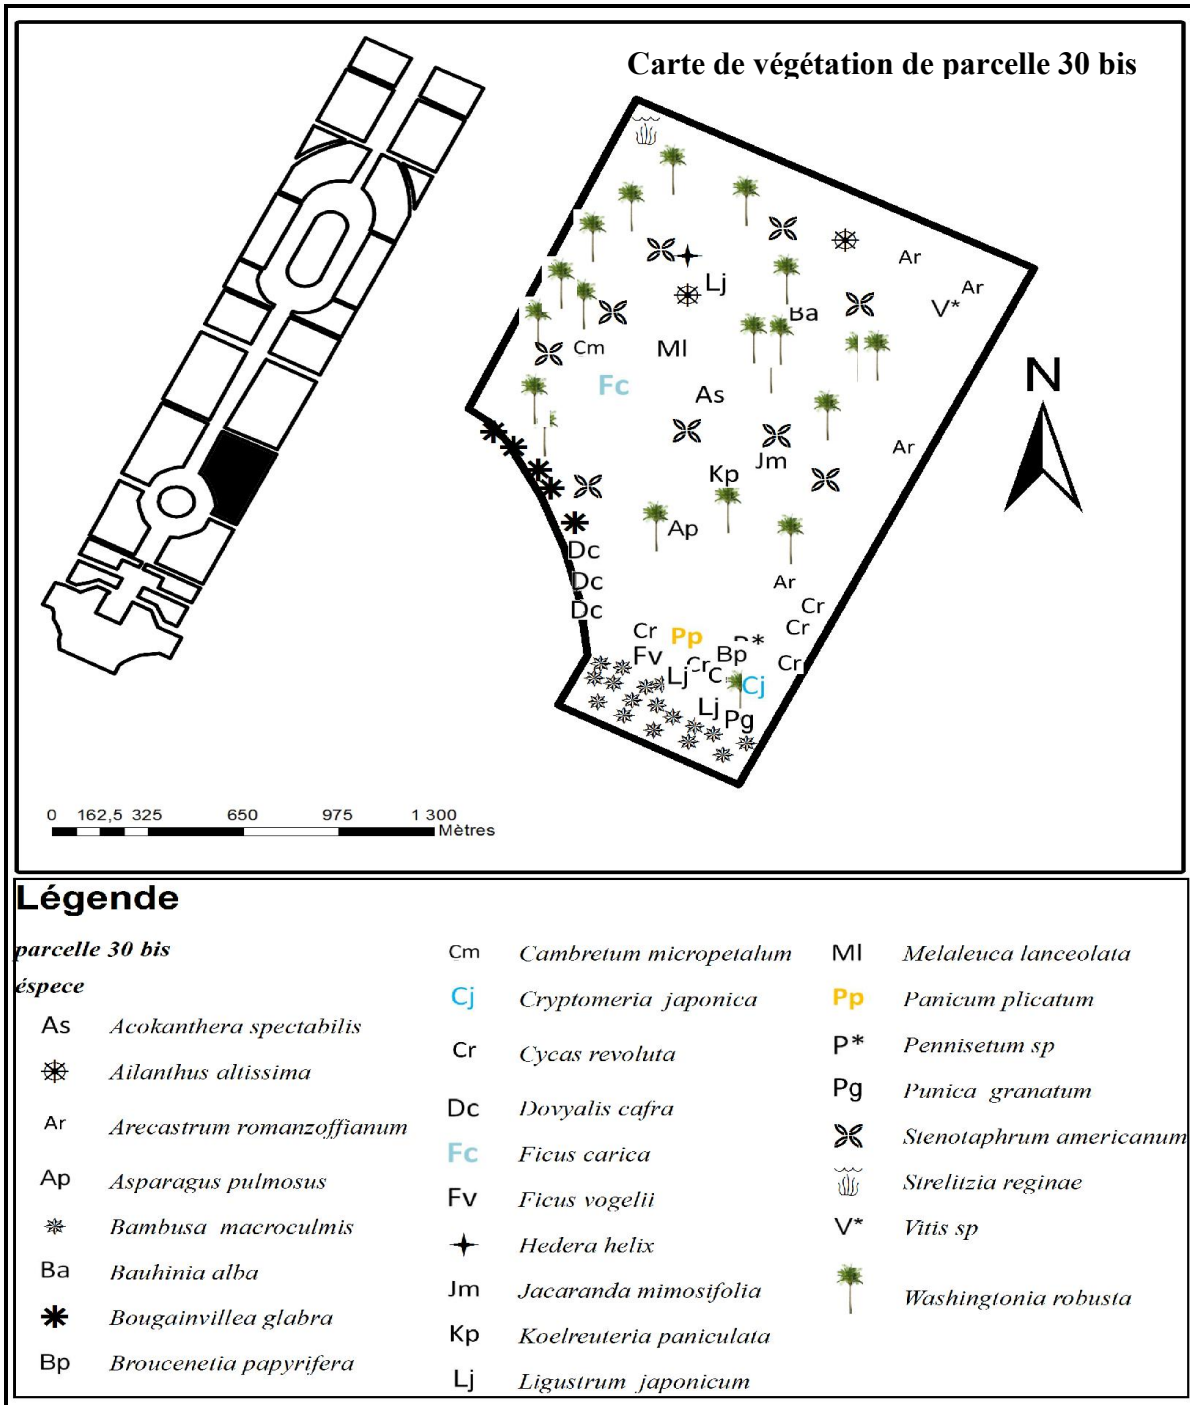 Carte de végétation de parcelle 30 bis
Ar
Ar
Lj
V*
Ba
Cm
Ml
Fc
As
N
Ar
Jm
Kp
Ap
Dc
Dc
Ar
Dc
Cr
Cr
Cr
Pp
P*
Fv
Bp
Cr
Cr
Lj
C
Cj
Lj
Pg
0 162,5 325 650 975 1 300
Mètres
Légende
parcelle 30 bis
éspece
As Acokanthera spectabilis
Ailanthus altissima
Ar Arecastrum romanzoffianum
Ap Asparagus pulmosus
Bambusa macroculmis
Ba Bauhinia alba
Bougainvillea glabra
Bp Broucenetia papyrifera
Cm Cambretum micropetalum
Cj Cryptomeria japonica
Cr Cycas revoluta
Dc Dovyalis cafra
Fc Ficus carica
Fv Ficus vogelii
Hedera helix
Jm Jacaranda mimosifolia
Kp Koelreuteria paniculata
Lj Ligustrum japonicum
Ml Melaleuca lanceolata
Pp Panicum plicatum
P* Pennisetum sp
Pg Punica granatum
Stenotaphrum americanum
Strelitzia reginae
V* Vitis sp
Washingtonia robusta